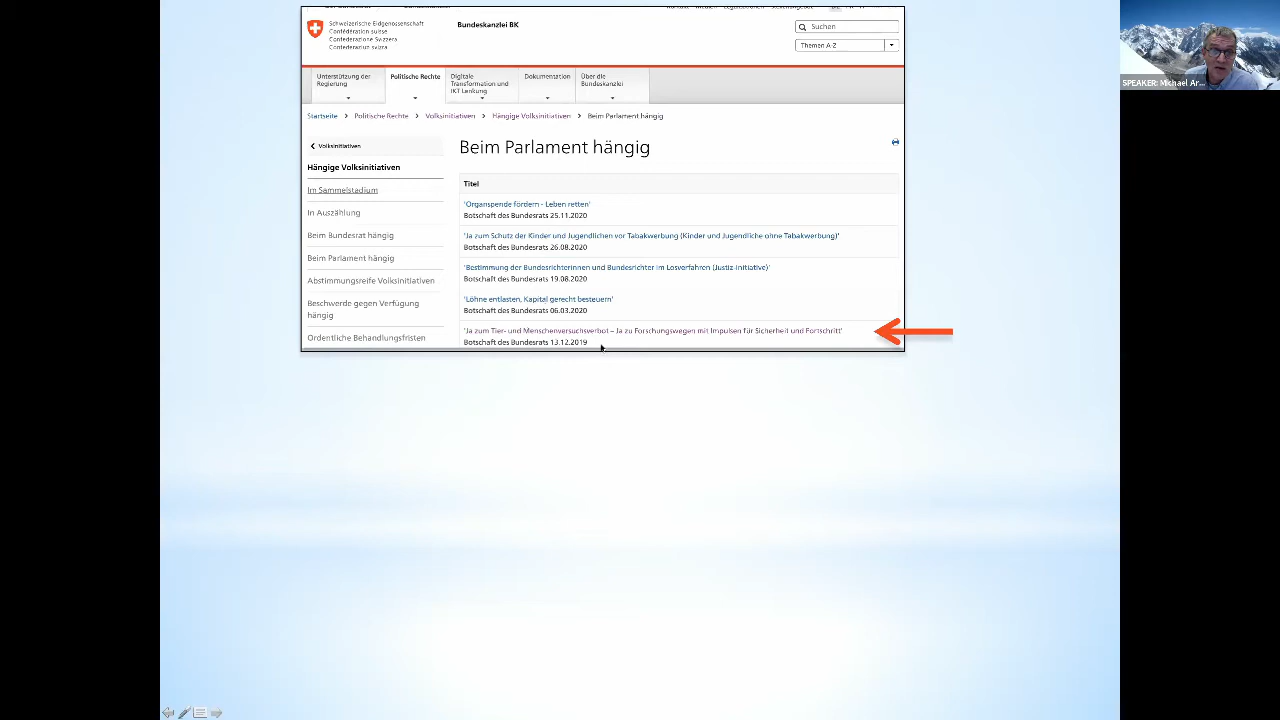 Schweizerische Eidgenossenschaft
Confédération suisse
Confederazione Svizzera
Confederaziun svizra
Bundeskanzlei BK
Suchen
Themen A-Z
Unterstützung der Regierung
Politische Rechte
Digitale Transformation und IKT Lenkung
Dokumentation
Über die Bundeskanzlei
Startseite > Politische Rechte > Volksinitiativen > Hängige Volksinitiativen > Beim Parlament hängig
Volksinitiativen
Hängige Volksinitiativen
Im Sammelstadium
In Auszählung
Beim Bundesrat hängig
Beim Parlament hängig
Abstimmungsreife Volksinitiativen
Beschwerde gegen Verfügung
hängig
Ordentliche Behandlungsfristen
Beim Parlament hängig
Titel
'Organspende fördern - Leben retten'
Botschaft des Bundesrats 25.11.2020
'Ja zum Schutz der Kinder und Jugendlichen vor Tabakwerbung (Kinder und Jugendliche ohne Tabakwerbung)'
Botschaft des Bundesrats 26.08.2020
'Bestimmung der Bundesrichterinnen und Bundesrichter im Losverfahren (Justiz-Initiative)'
Botschaft des Bundesrats 19.08.2020
'Löhne entlasten, Kapital gerecht besteuern'
Botschaft des Bundesrats 06.03.2020
'Ja zum Tier- und Menschenversuchsverbot – Ja zu Forschungswegen mit Impulsen für Sicherheit und Fortschritt'
Botschaft des Bundesrats 13.12.2019
SPEAKER: Michael Ar...